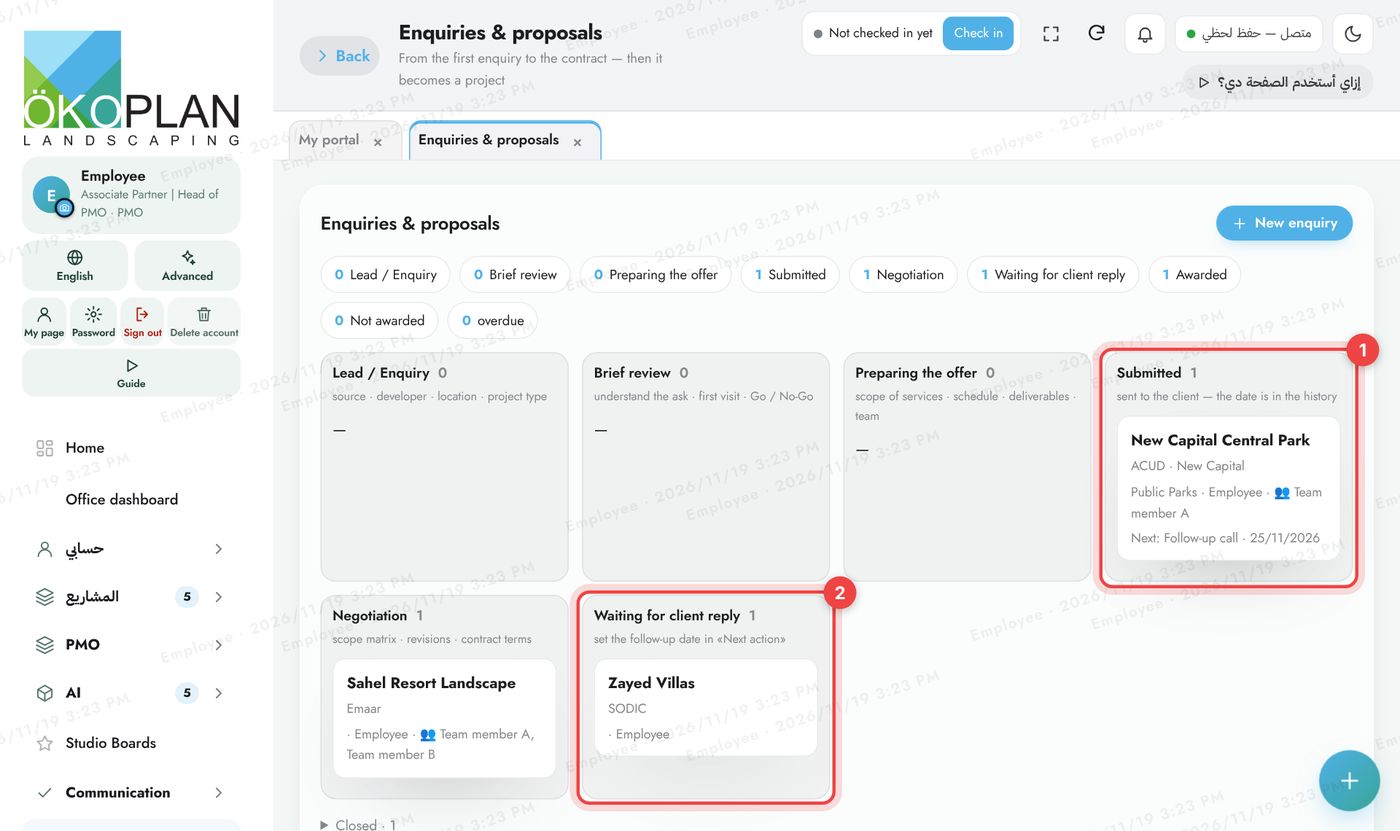 ÖKOPLAN
LANDSCAPING
Employee
Associate Partner | Head of
PMO · PMO
E
English
Advanced
My page
Password
Sign out
Delete account
Guide
Home
Office dashboard
حسابي
المشاريع
5
PMO
AI
5
Studio Boards
Communication
Back
Enquiries & proposals
From the first enquiry to the contract — then it
becomes a project
Not checked in yet
Check in
متصل — حفظ لحظي
إزاي أستخدم الصفحة دي؟
My portal ×
Enquiries & proposals ×
Enquiries & proposals
+ New enquiry
0 Lead / Enquiry
0 Brief review
0 Preparing the offer
1 Submitted
1 Negotiation
1 Waiting for client reply
1 Awarded
0 Not awarded
0 overdue
Lead / Enquiry 0
source · developer · location · project type
—
Brief review 0
understand the ask · first visit · Go / No-Go
—
Preparing the offer 0
scope of services · schedule · deliverables ·
team
—
1
Submitted 1
sent to the client — the date is in the history
New Capital Central Park
ACUD · New Capital
Public Parks · Employee · 👥 Team
member A
Next: Follow-up call · 25/11/2026
Negotiation 1
scope matrix · revisions · contract terms
Sahel Resort Landscape
Emaar
· Employee · 👥 Team member A,
Team member B
2
Waiting for client reply 1
set the follow-up date in «Next action»
Zayed Villas
SODIC
· Employee
Closed · 1
+
Employee · 2026/11/19 3:23 PM